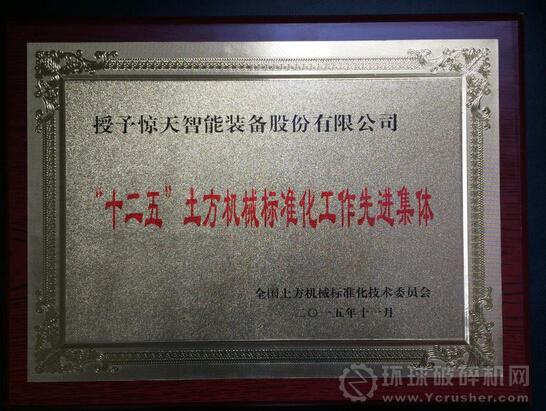 授予惊天智能装备股份有限公司
“十二五”土方机械标准化工作先进集体
全国土方机械标准化技术委员会
二〇一五年十一月
环球破碎机网
www.Ycrusher.com